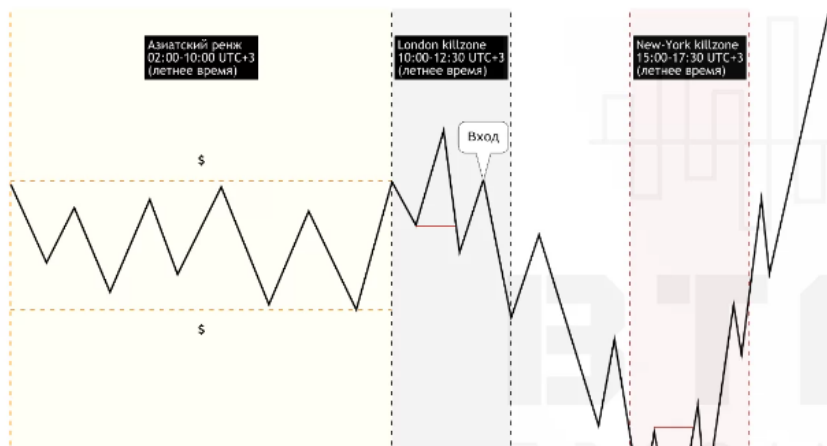 Азиатский ренж
02:00-10:00 UTC+3
(летнее время)
London killzone
10:00-12:30 UTC+3
(летнее время)
New-York killzone
15:00-17:30 UTC+3
(летнее время)
$
Вход
$